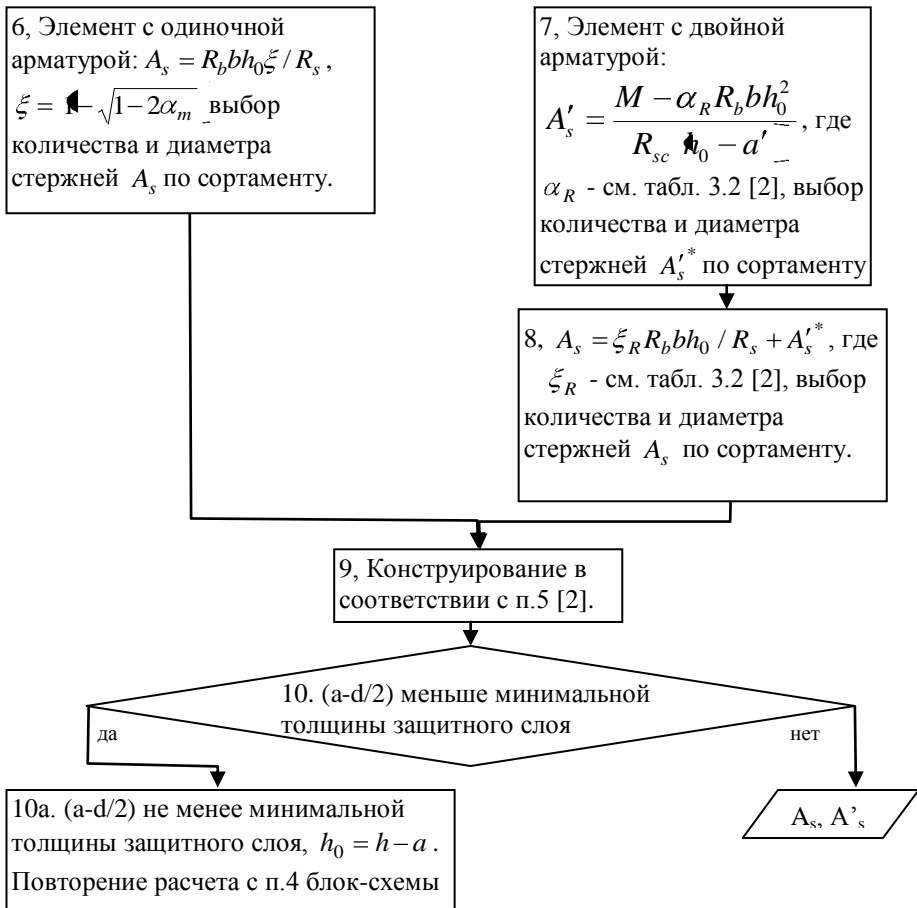 6, Элемент с одиночной
арматурой: A_s = R_b b h_0 ξ / R_s ,
ξ = 1 − √(1 − 2α_m) выбор
количества и диаметра
стержней A_s по сортаменту.
7, Элемент с двойной
арматурой:
A'_s = (M − α_R R_b b h_0^2) / (R_sc h_0 − a') , где
α_R - см. табл. 3.2 [2], выбор
количества и диаметра
стержней A'_s^* по сортаменту
8, A_s = ξ_R R_b b h_0 / R_s + A'_s^* , где
ξ_R - см. табл. 3.2 [2], выбор
количества и диаметра
стержней A_s по сортаменту.
9, Конструирование в
соответствии с п.5 [2].
10. (a-d/2) меньше минимальной
толщины защитного слоя
да
нет
10а. (a-d/2) не менее минимальной
толщины защитного слоя, h_0 = h − a .
Повторение расчета с п.4 блок-схемы
A_s, A'_s